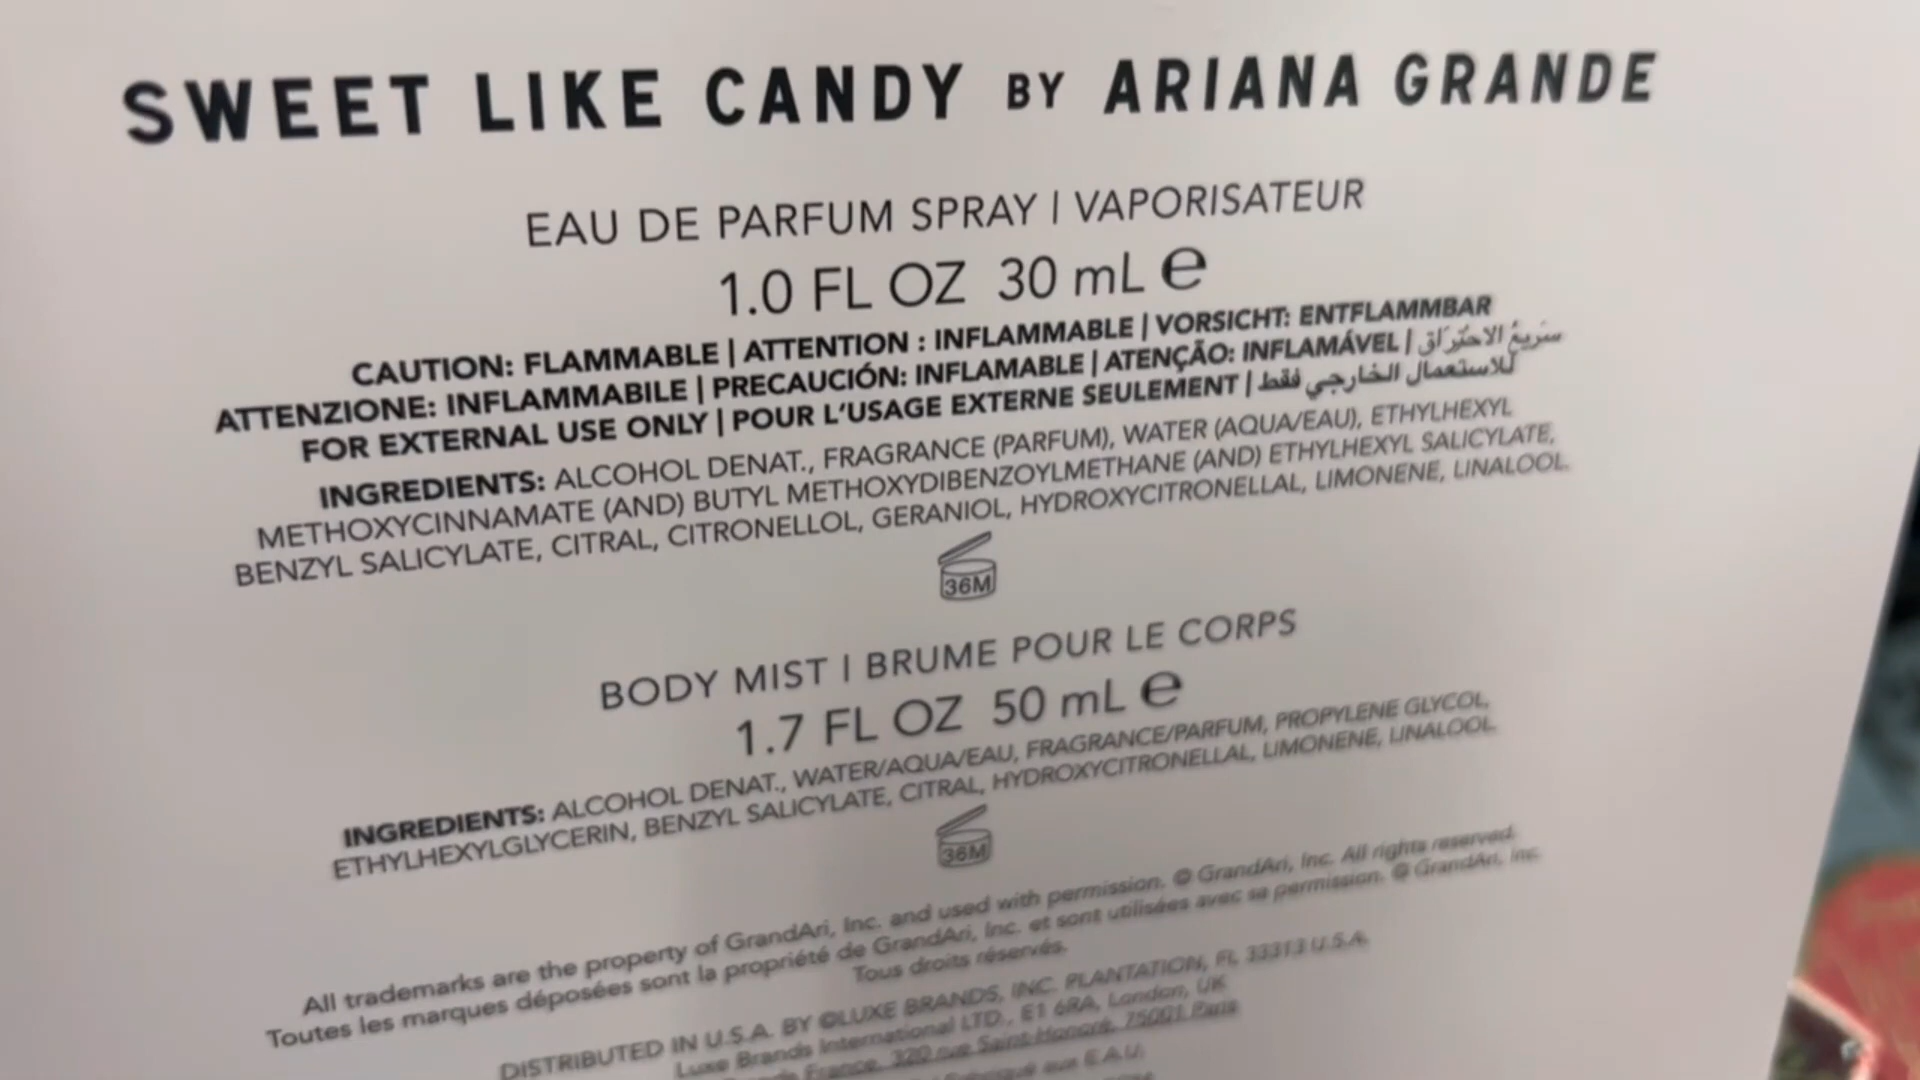 SWEET LIKE CANDY BY ARIANA GRANDE
EAU DE PARFUM SPRAY | VAPORISATEUR
1.0 FL OZ 30 mL ℮
CAUTION: FLAMMABLE | ATTENTION : INFLAMMABLE | VORSICHT: ENTFLAMMBAR
ATTENZIONE: INFLAMMABILE | PRECAUCIÓN: INFLAMABLE | ATENÇÃO: INFLAMÁVEL | سَريعُ الاحتّرَاق
FOR EXTERNAL USE ONLY | POUR L'USAGE EXTERNE SEULEMENT | للاستعمال الخارجي فقط
INGREDIENTS: ALCOHOL DENAT., FRAGRANCE (PARFUM), WATER (AQUA/EAU), ETHYLHEXYL
METHOXYCINNAMATE (AND) BUTYL METHOXYDIBENZOYLMETHANE (AND) ETHYLHEXYL SALICYLATE,
BENZYL SALICYLATE, CITRAL, CITRONELLOL, GERANIOL, HYDROXYCITRONELLAL, LIMONENE, LINALOOL.
36M
BODY MIST | BRUME POUR LE CORPS
1.7 FL OZ 50 mL ℮
INGREDIENTS: ALCOHOL DENAT., WATER/AQUA/EAU, FRAGRANCE/PARFUM, PROPYLENE GLYCOL,
ETHYLHEXYLGLYCERIN, BENZYL SALICYLATE, CITRAL, HYDROXYCITRONELLAL, LIMONENE, LINALOOL.
36M
All trademarks are the property of GrandAri, Inc. and used with permission. © GrandAri, Inc. All rights reserved.
Toutes les marques déposées sont la propriété de GrandAri, Inc. et sont utilisées avec sa permission. © GrandAri, Inc.
Tous droits réservés.
DISTRIBUTED IN U.S.A. BY ©LUXE BRANDS, INC. PLANTATION, FL 33313 U.S.A.
Luxe Brands International LTD., E1 6RA, London, UK
France, 320 rue Saint-Honoré, 75001 Paris
aux E.A.U.